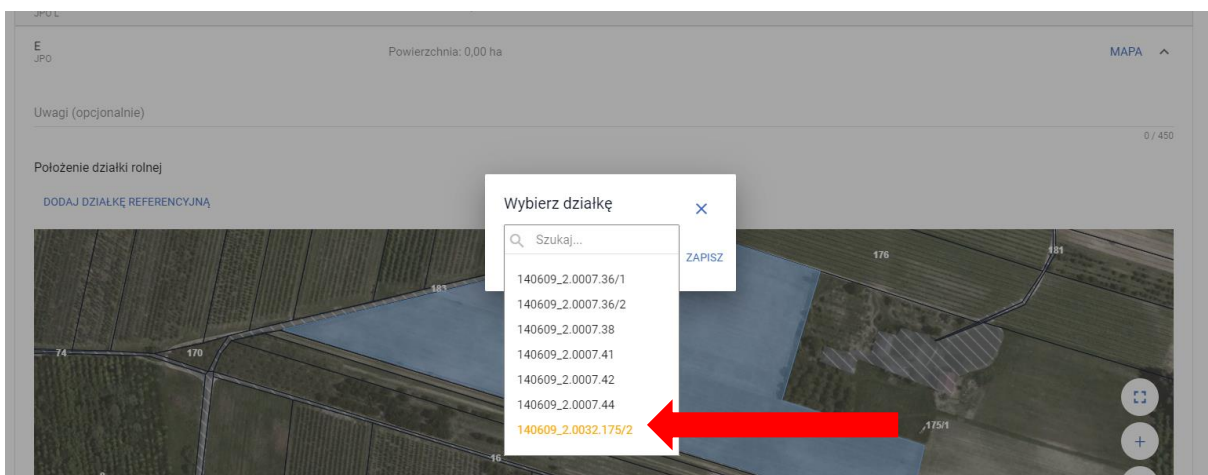 JPO L
E
JPO
Powierzchnia: 0,00 ha
MAPA
Uwagi (opcjonalnie)
0 / 450
Położenie działki rolnej
DODAJ DZIAŁKĘ REFERENCYJNĄ
Wybierz działkę
Szukaj...
ZAPISZ
140609_2.0007.36/1
140609_2.0007.36/2
140609_2.0007.38
140609_2.0007.41
140609_2.0007.42
140609_2.0007.44
140609_2.0032.175/2
176
181
183
74
170
175/1
16